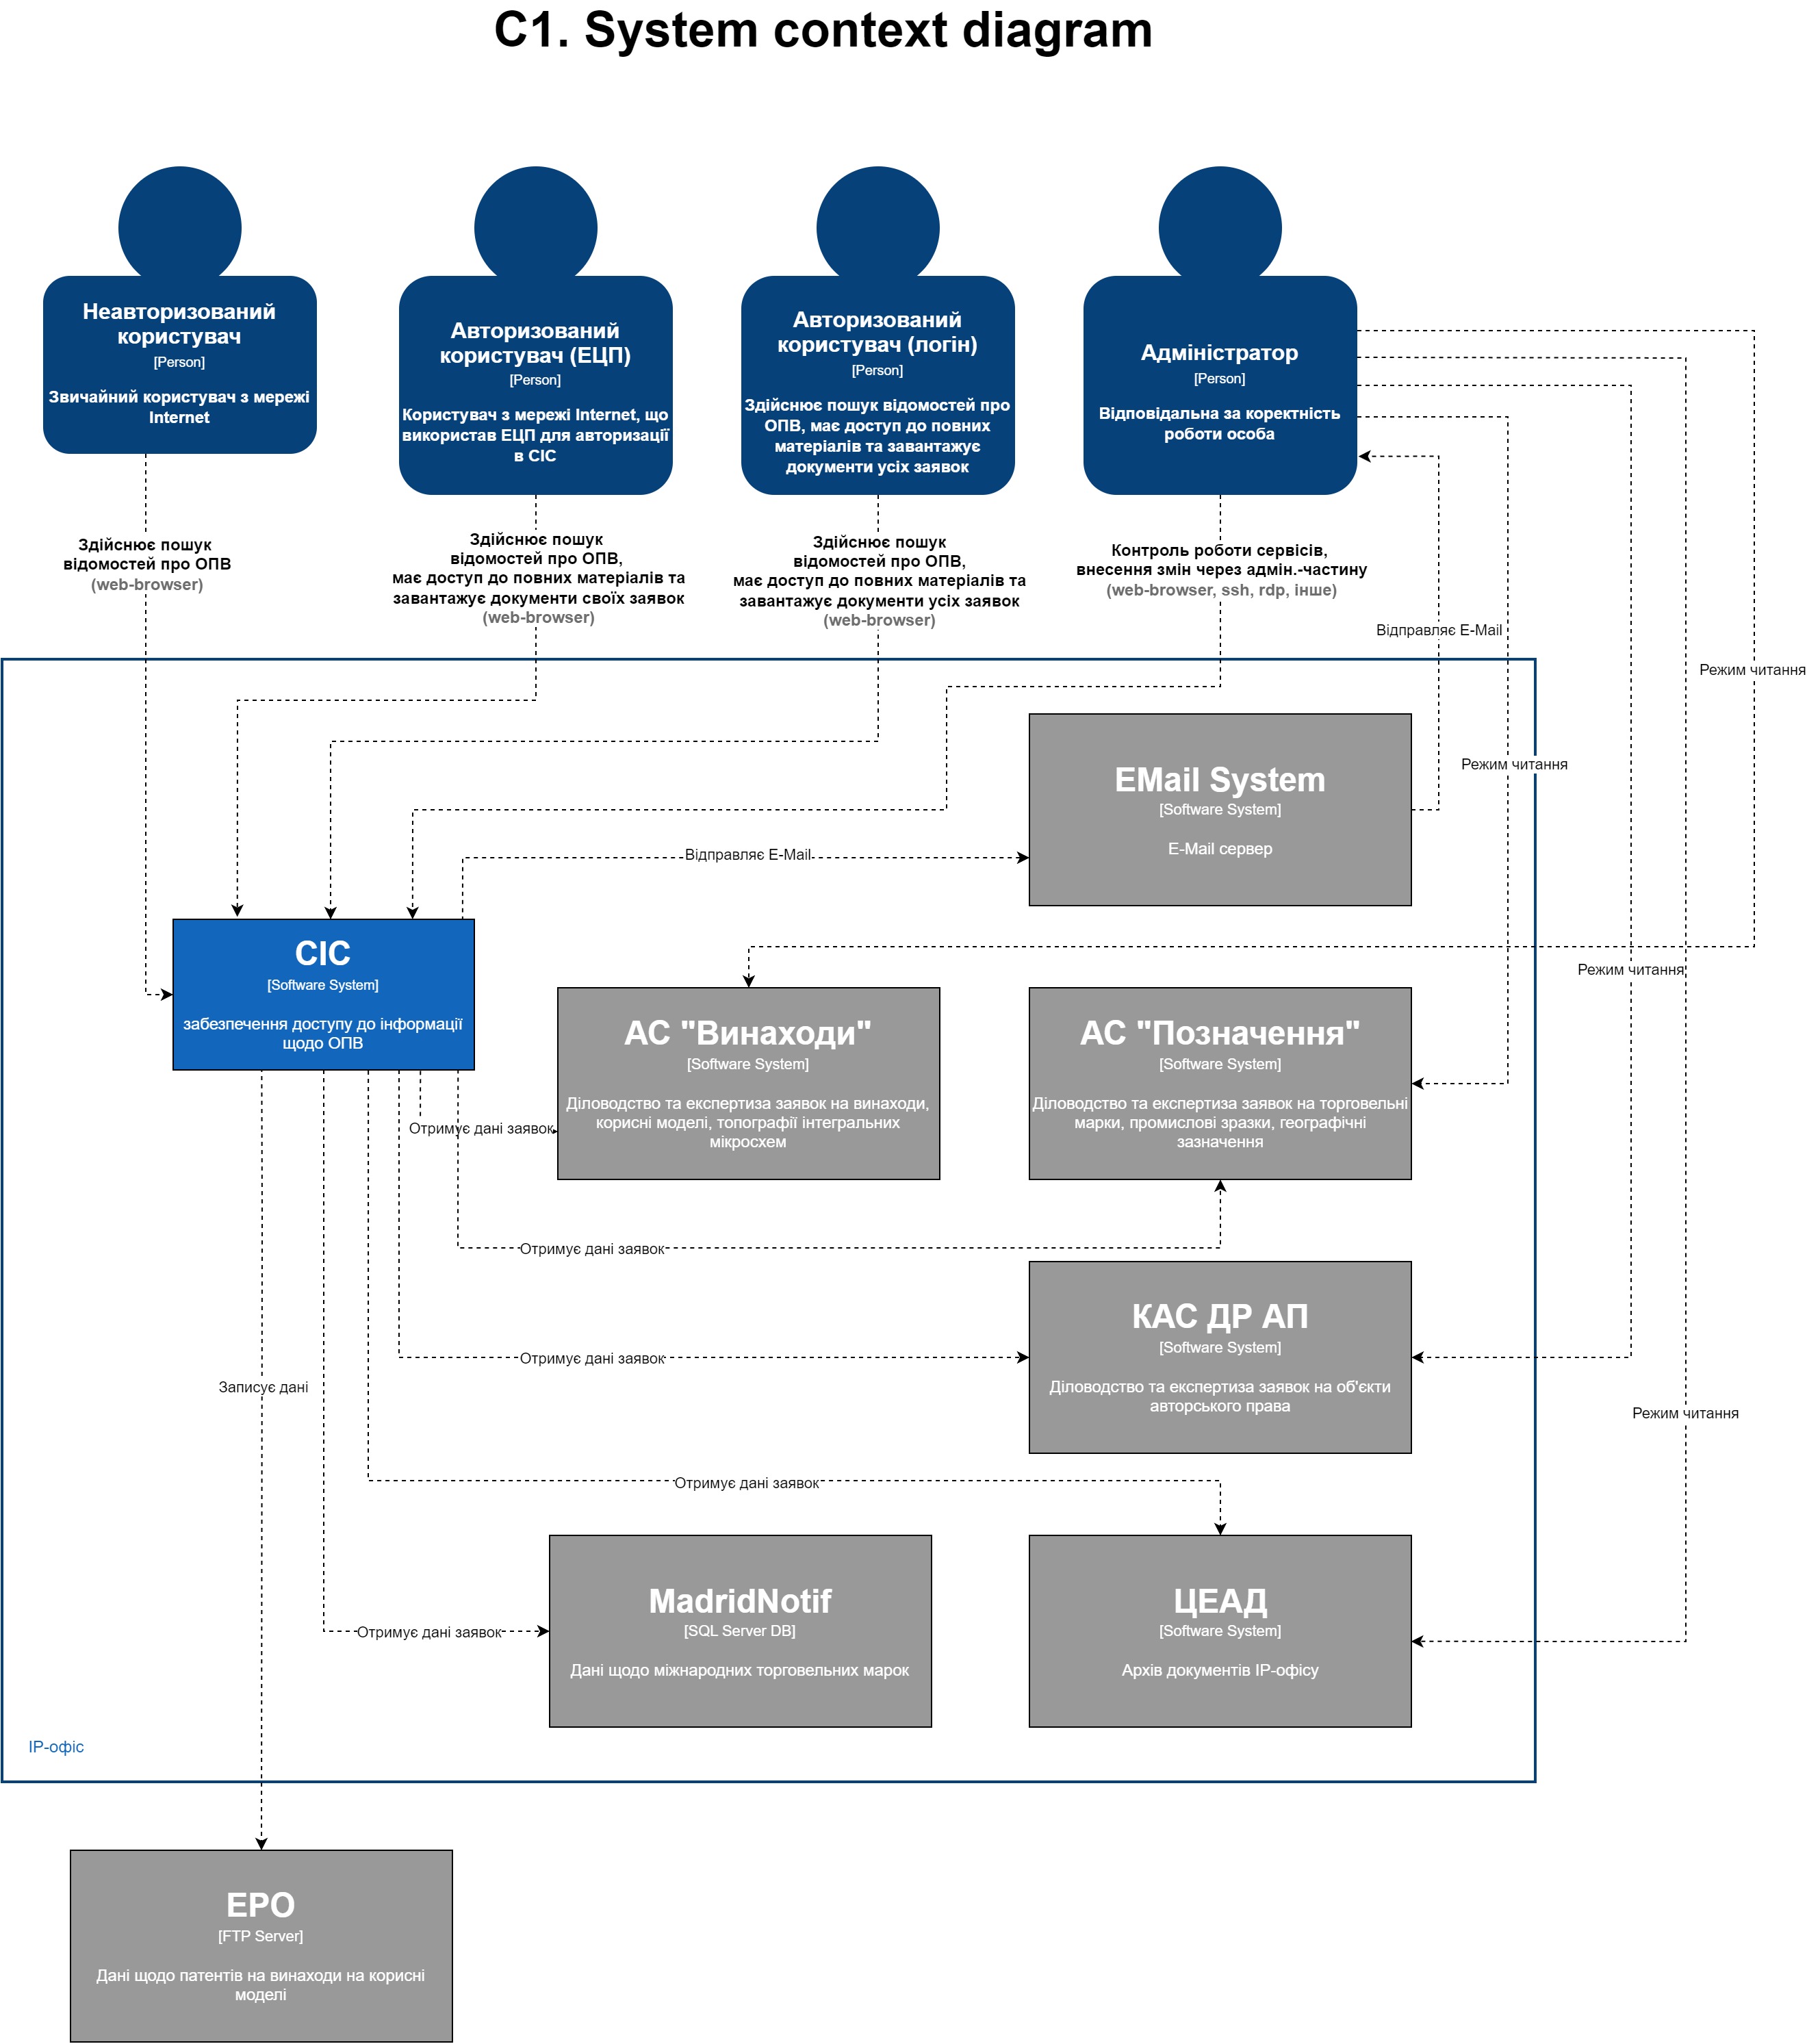 C1. System context diagram
Неавторизований
користувач
[Person]
Звичайний користувач з мережі
Internet
Авторизований
користувач (ЕЦП)
[Person]
Користувач з мережі Internet, що
використав ЕЦП для авторизації
в СІС
Авторизований
користувач (логін)
[Person]
Здійснює пошук відомостей про
ОПВ, має доступ до повних
матеріалів та завантажує
документи усіх заявок
Адміністратор
[Person]
Відповідальна за коректність
роботи особа
Здійснює пошук
відомостей про ОПВ
(web-browser)
Здійснює пошук
відомостей про ОПВ,
має доступ до повних матеріалів та
завантажує документи своїх заявок
(web-browser)
Здійснює пошук
відомостей про ОПВ,
має доступ до повних матеріалів та
завантажує документи усіх заявок
(web-browser)
Контроль роботи сервісів,
внесення змін через адмін.-частину
(web-browser, ssh, rdp, інше)
Відправляє E-Mail
Режим читання
Режим читання
EMail System
[Software System]
E-Mail сервер
Відправляє E-Mail
СІС
[Software System]
забезпечення доступу до інформації
щодо ОПВ
Режим читання
АС "Винаходи"
[Software System]
Діловодство та експертиза заявок на винаходи,
корисні моделі, топографії інтегральних
мікросхем
АС "Позначення"
[Software System]
Діловодство та експертиза заявок на торговельні
марки, промислові зразки, географічні
зазначення
Отримує дані заявок
Отримує дані заявок
КАС ДР АП
[Software System]
Діловодство та експертиза заявок на об'єкти
авторського права
Отримує дані заявок
Записує дані
Режим читання
Отримує дані заявок
MadridNotif
[SQL Server DB]
Дані щодо міжнародних торговельних марок
ЦЕАД
[Software System]
Архів документів ІР-офісу
Отримує дані заявок
ІР-офіс
EPO
[FTP Server]
Дані щодо патентів на винаходи на корисні
моделі